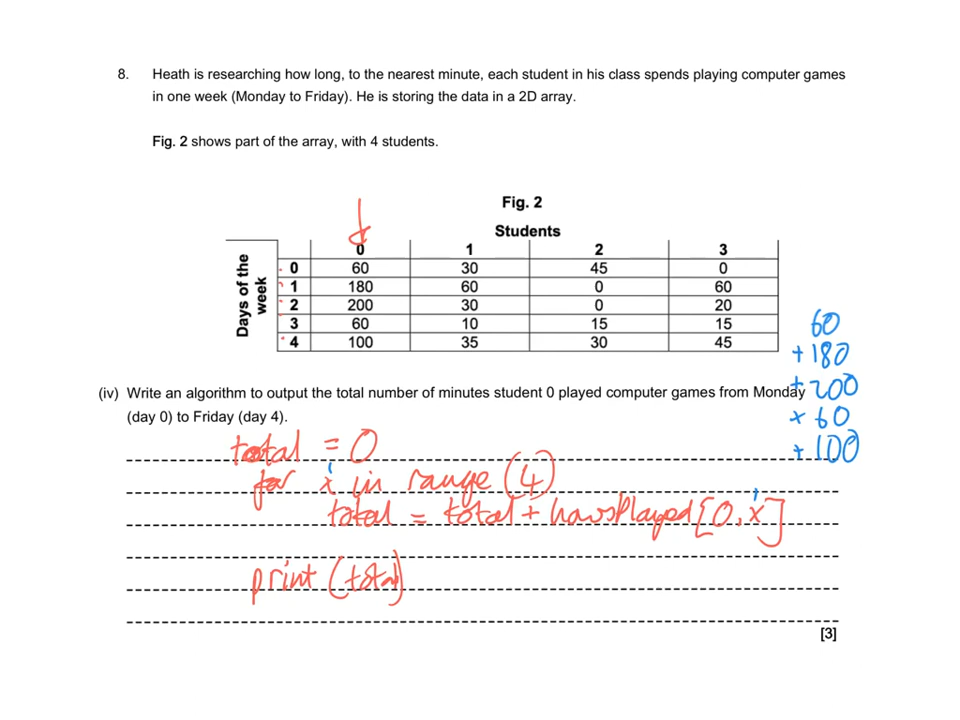 8. Heath is researching how long, to the nearest minute, each student in his class spends playing computer games
in one week (Monday to Friday). He is storing the data in a 2D array.
Fig. 2 shows part of the array, with 4 students.
Fig. 2
Students
0 1 2 3
Days of the week
0 60 30 45 0
1 180 60 0 60
2 200 30 0 20
3 60 10 15 15
4 100 35 30 45
60
+ 180
+ 200
+ 60
+ 100
(iv) Write an algorithm to output the total number of minutes student 0 played computer games from Monday
(day 0) to Friday (day 4).
total = 0
for i in range (4)
total = total + hoursPlayed[0,i]
print (total)
[3]